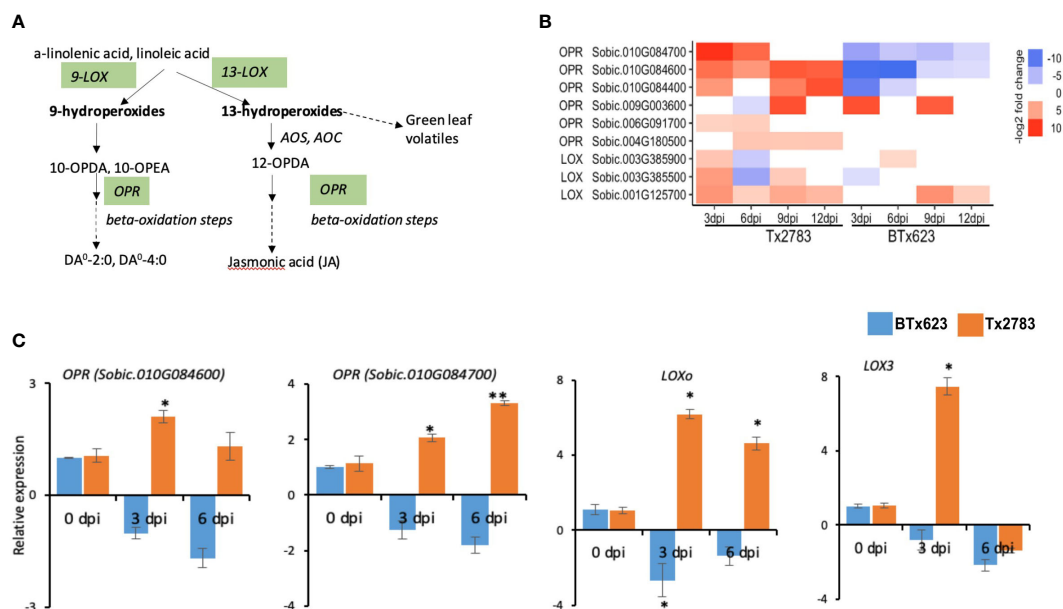 A
a-linolenic acid, linoleic acid
9-LOX
13-LOX
9-hydroperoxides
13-hydroperoxides
Green leaf
volatiles
AOS, AOC
10-OPDA, 10-OPEA
12-OPDA
OPR
OPR
beta-oxidation steps
beta-oxidation steps
DA⁰-2:0, DA⁰-4:0
Jasmonic acid (JA)
B
OPR Sobic.010G084700
OPR Sobic.010G084600
OPR Sobic.010G084400
OPR Sobic.009G003600
OPR Sobic.006G091700
OPR Sobic.004G180500
LOX Sobic.003G385900
LOX Sobic.003G385500
LOX Sobic.001G125700
3dpi 6dpi 9dpi 12dpi 3dpi 6dpi 9dpi 12dpi
Tx2783 BTx623
-log2 fold change
-10
-5
0
5
10
BTx623 Tx2783
C
OPR (Sobic.010G084600)
Relative expression
3
0
-3
*
0 dpi 3 dpi 6 dpi
OPR (Sobic.010G084700)
4
2
0
-2
-4
* **
0 dpi 3 dpi 6 dpi
LOXo
8
4
0
-4
* *
0 dpi 3 dpi 6 dpi
*
LOX3
8
4
0
-4
*
0 dpi 3 dpi 6 dpi